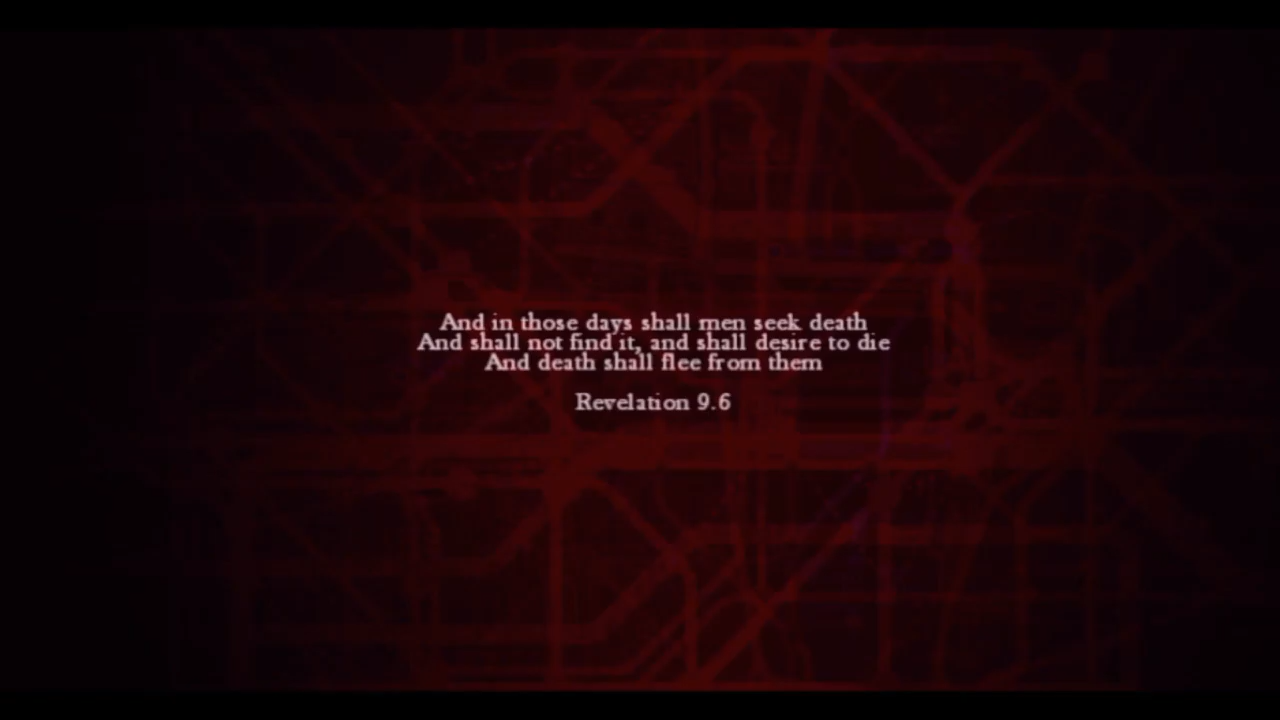 And in those days shall men seek death
And shall not find it, and shall desire to die
And death shall flee from them
Revelation 9.6